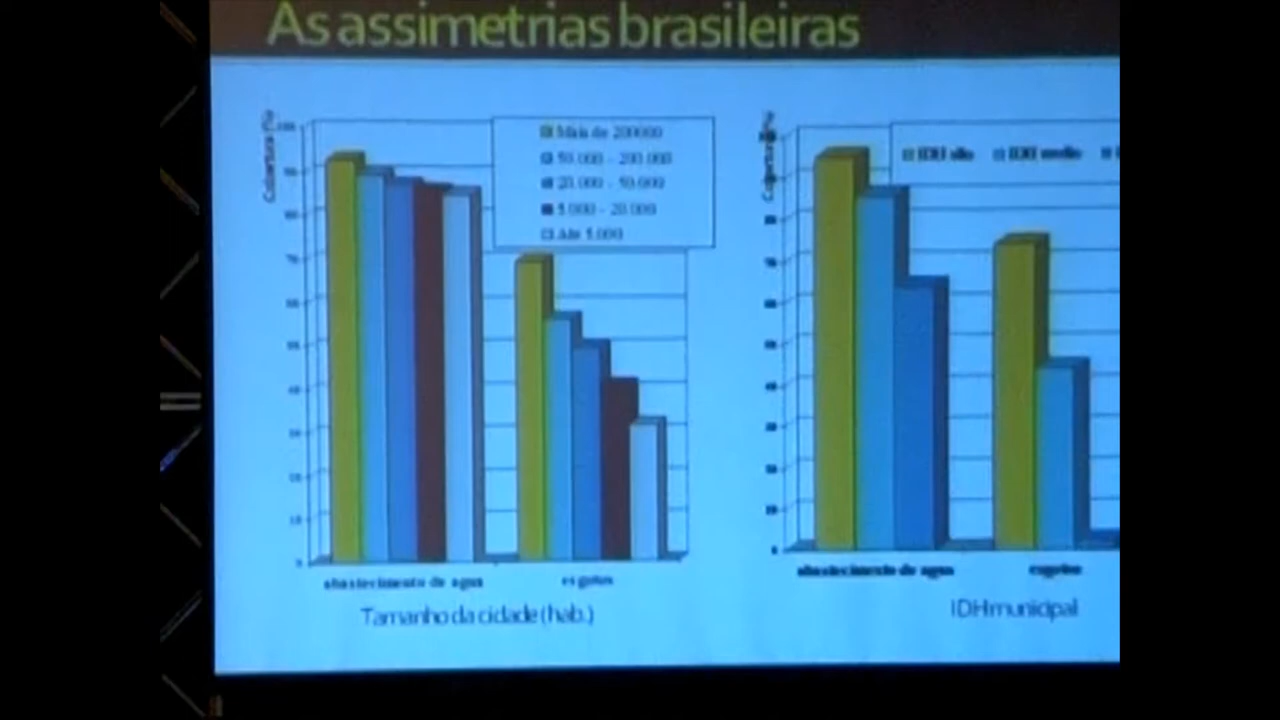 As assimetrias brasileiras
Cobertura (%)
Mais de 200000
50.000 - 200.000
20.000 - 50.000
5.000 - 20.000
Até 5.000
abastecimento de agua
esgotos
Tamanho da cidade (hab.)
Cobertura (%)
IDH alto
IDH medio
abastecimento de agua
esgotos
IDH municipal